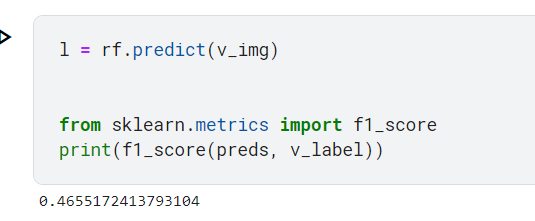 l = rf.predict(v_img)
from sklearn.metrics import f1_score
print(f1_score(preds, v_label))
0.4655172413793104